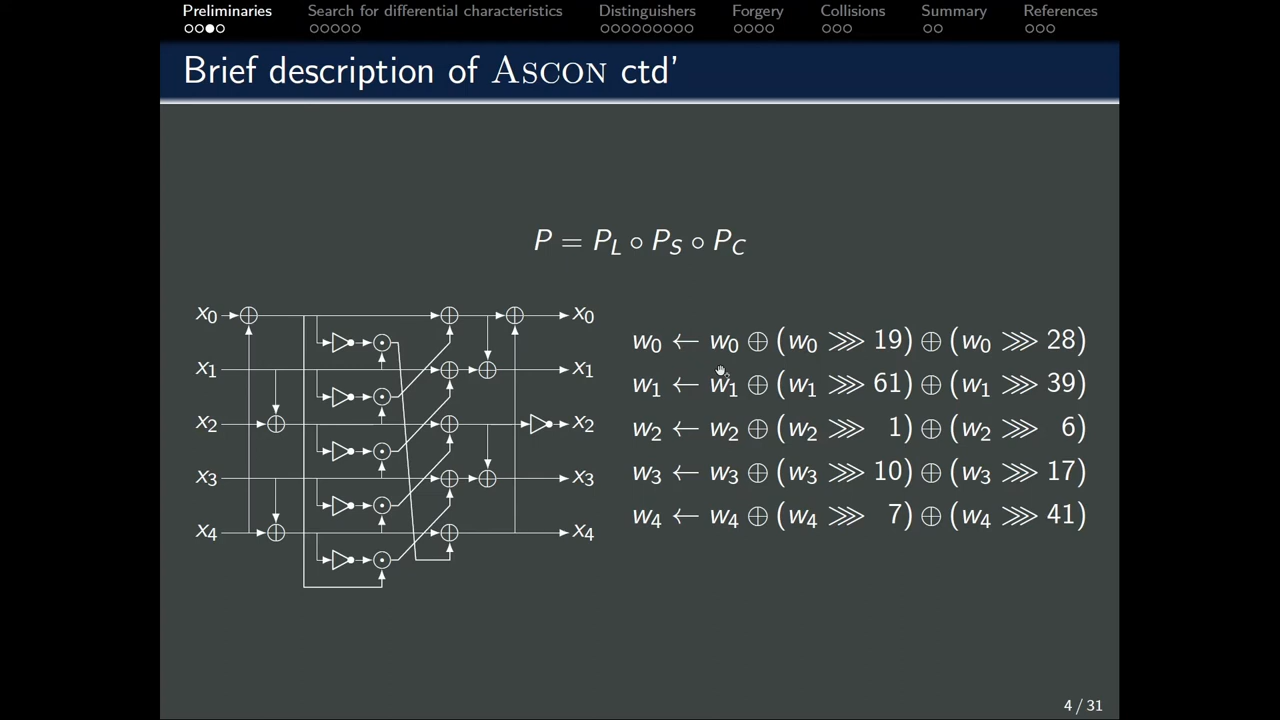 Preliminaries Search for differential characteristics Distinguishers Forgery Collisions Summary References
Brief description of Ascon ctd'
P = P_L ∘ P_S ∘ P_C
x₀ x₀
x₁ x₁
x₂ x₂
x₃ x₃
x₄ x₄
w₀ ← w₀ ⊕ (w₀ ⋙ 19) ⊕ (w₀ ⋙ 28)
w₁ ← w₁ ⊕ (w₁ ⋙ 61) ⊕ (w₁ ⋙ 39)
w₂ ← w₂ ⊕ (w₂ ⋙ 1) ⊕ (w₂ ⋙ 6)
w₃ ← w₃ ⊕ (w₃ ⋙ 10) ⊕ (w₃ ⋙ 17)
w₄ ← w₄ ⊕ (w₄ ⋙ 7) ⊕ (w₄ ⋙ 41)
4 / 31